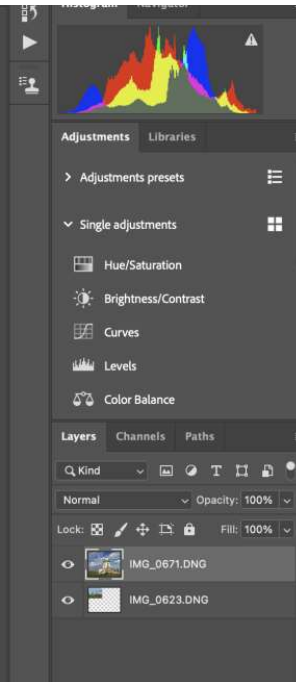 Histogram Navigator
Adjustments Libraries
Adjustments presets
Single adjustments
Hue/Saturation
Brightness/Contrast
Curves
Levels
Color Balance
Layers Channels Paths
Kind
Normal Opacity: 100%
Lock: Fill: 100%
IMG_0671.DNG
IMG_0623.DNG